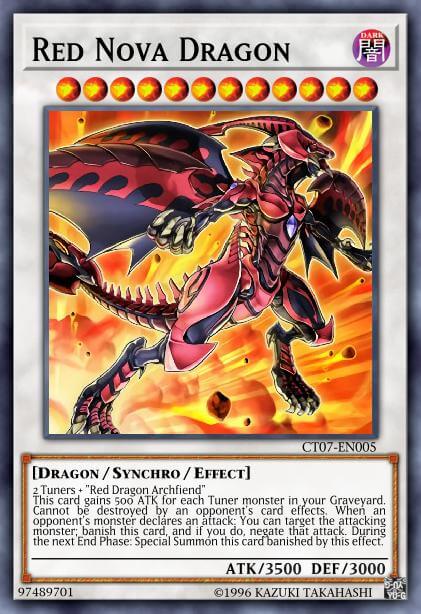 RED NOVA DRAGON
DARK
闇
CT07-EN005
[DRAGON / SYNCHRO / EFFECT]
2 Tuners + "Red Dragon Archfiend"
This card gains 500 ATK for each Tuner monster in your Graveyard.
Cannot be destroyed by an opponent's card effects. When an
opponent's monster declares an attack: You can target the attacking
monster; banish this card, and if you do, negate that attack. During
the next End Phase: Special Summon this card banished by this effect.
ATK/3500 DEF/3000
97489701
©1996 KAZUKI TAKAHASHI